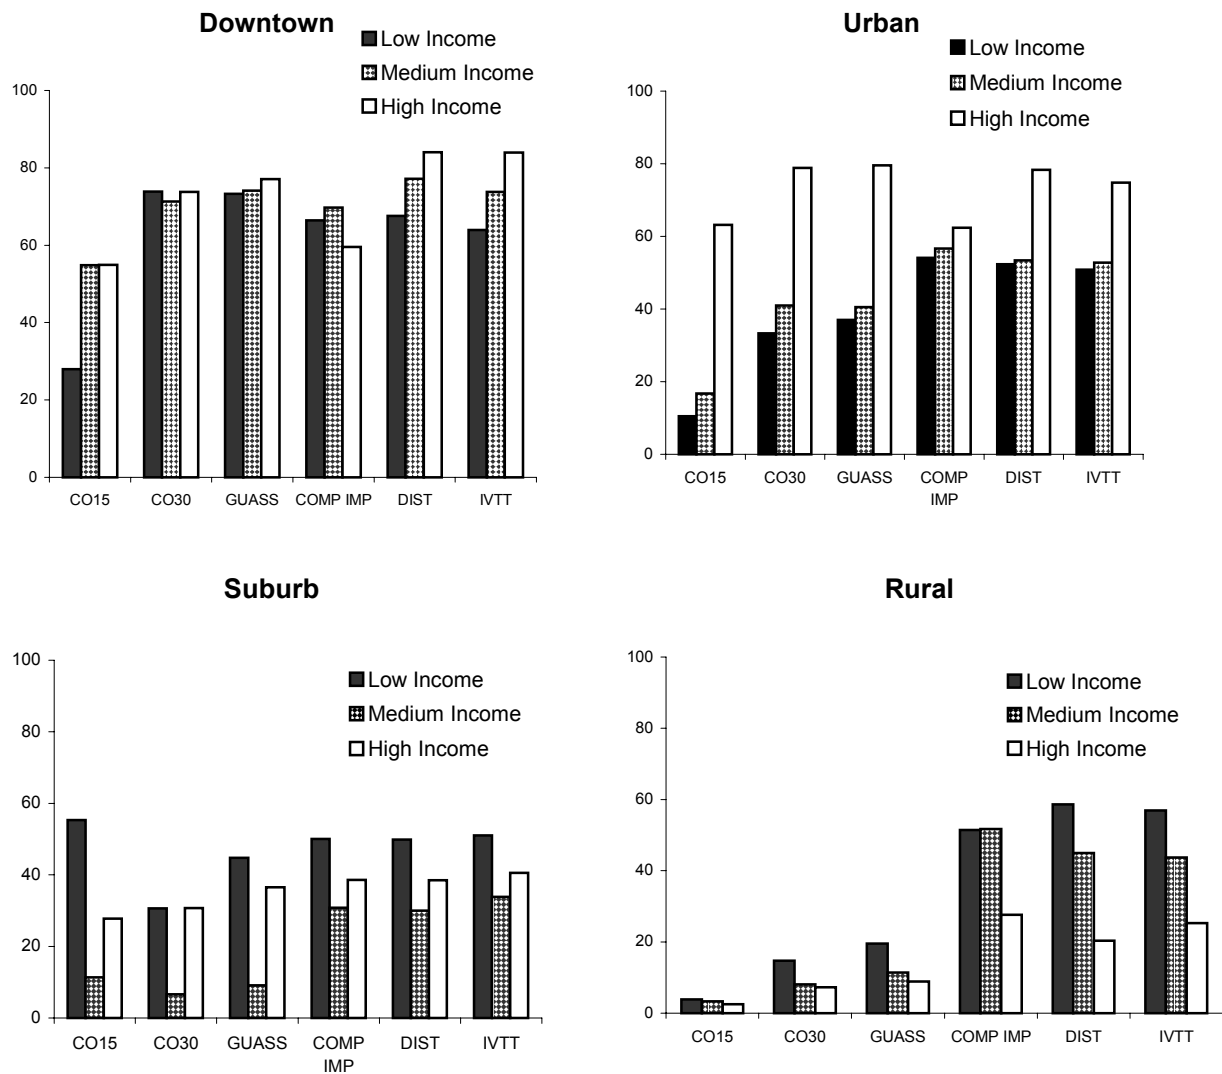 Downtown
Low Income
Medium Income
High Income
100
80
60
40
20
0
CO15 CO30 GUASS COMP IMP DIST IVTT
Urban
Low Income
Medium Income
High Income
100
80
60
40
20
0
CO15 CO30 GUASS COMP IMP DIST IVTT
Suburb
Low Income
Medium Income
High Income
100
80
60
40
20
0
CO15 CO30 GUASS COMP IMP DIST IVTT
Rural
Low Income
Medium Income
High Income
100
80
60
40
20
0
CO15 CO30 GUASS COMP IMP DIST IVTT